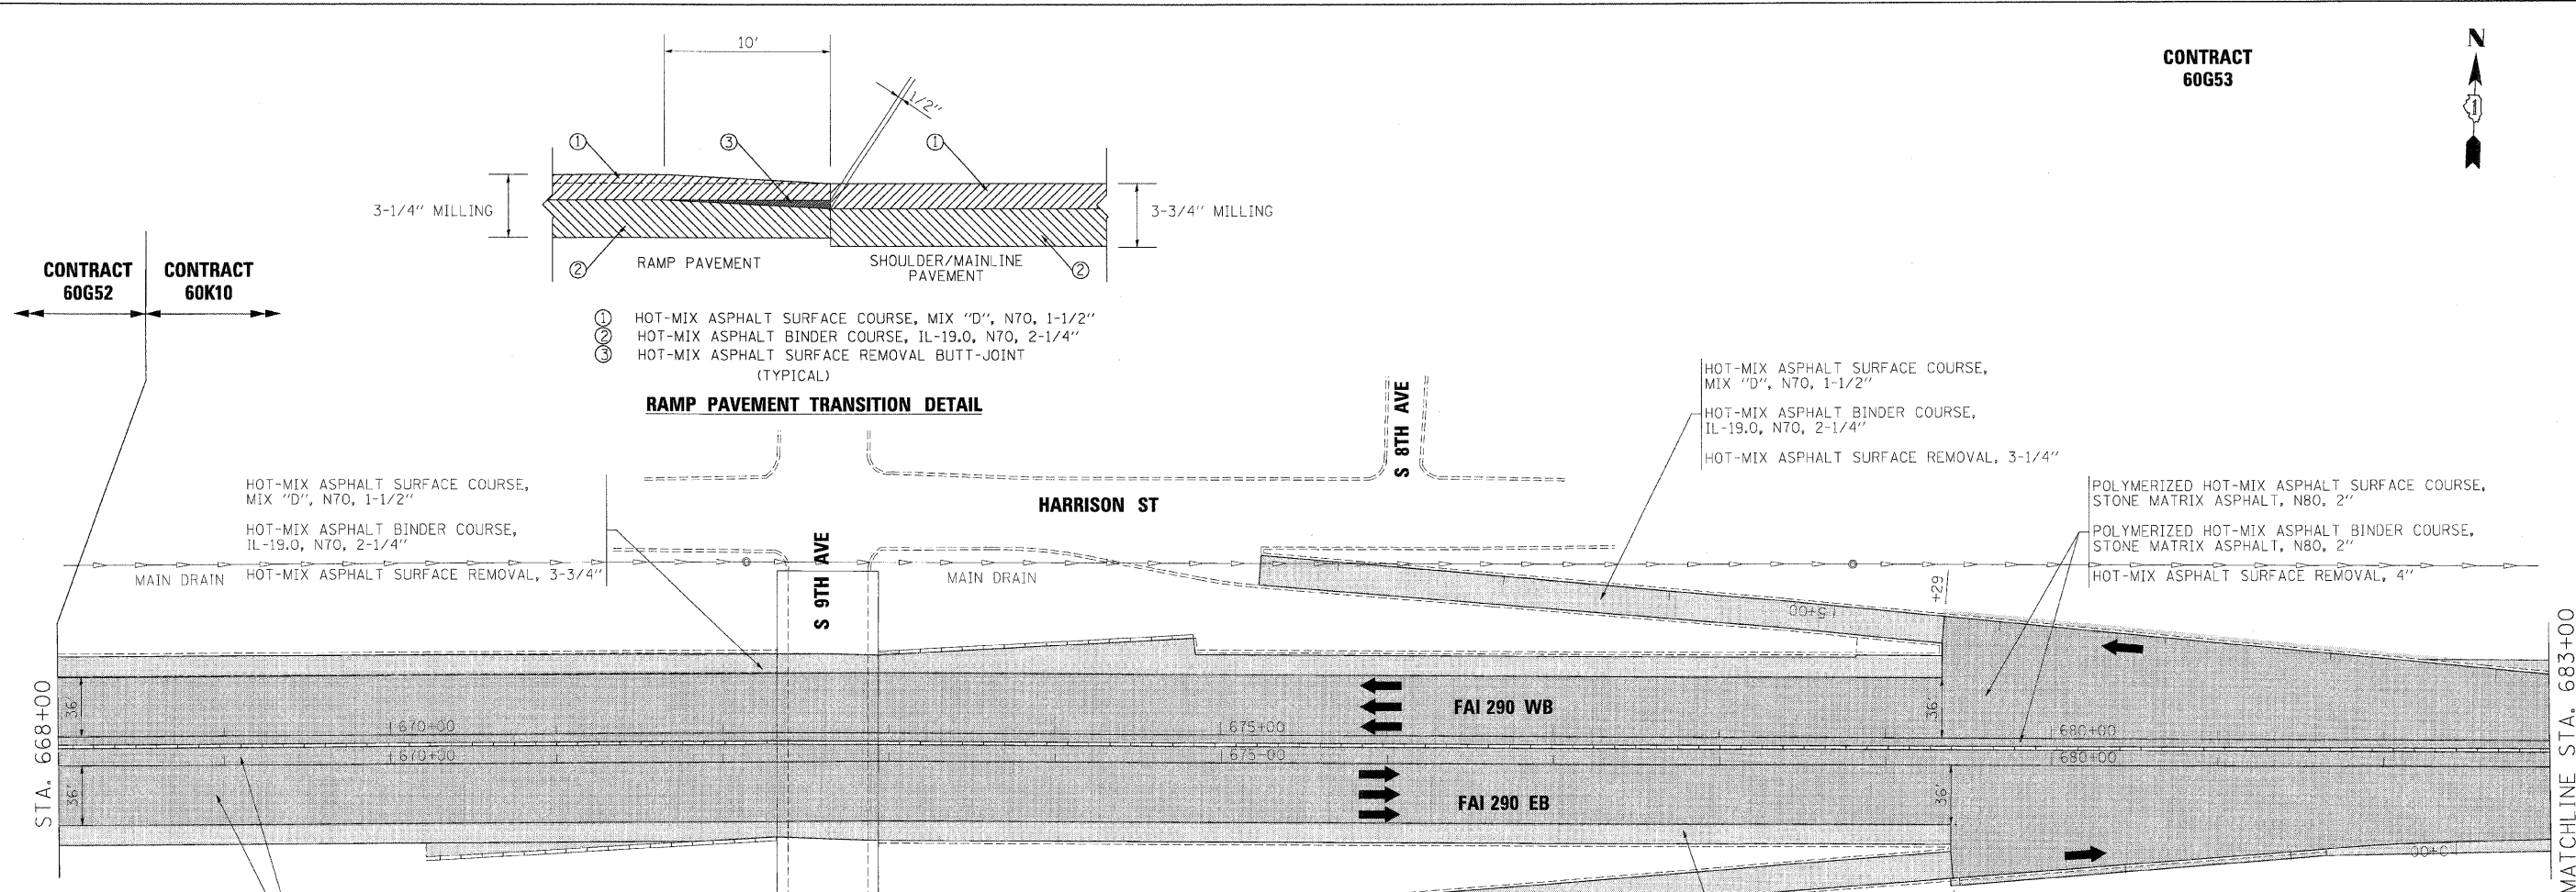 CONTRACT
60G53
N
1
10'
1/2"
①
③
①
3-1/4" MILLING
3-3/4" MILLING
②
RAMP PAVEMENT
SHOULDER/MAINLINE
PAVEMENT
②
CONTRACT
60G52
CONTRACT
60K10
① HOT-MIX ASPHALT SURFACE COURSE, MIX "D", N70, 1-1/2"
② HOT-MIX ASPHALT BINDER COURSE, IL-19.0, N70, 2-1/4"
③ HOT-MIX ASPHALT SURFACE REMOVAL BUTT-JOINT
(TYPICAL)
RAMP PAVEMENT TRANSITION DETAIL
S 8TH AVE
HOT-MIX ASPHALT SURFACE COURSE,
MIX "D", N70, 1-1/2"
HOT-MIX ASPHALT BINDER COURSE,
IL-19.0, N70, 2-1/4"
HOT-MIX ASPHALT SURFACE REMOVAL, 3-1/4"
HOT-MIX ASPHALT SURFACE COURSE,
MIX "D", N70, 1-1/2"
HOT-MIX ASPHALT BINDER COURSE,
IL-19.0, N70, 2-1/4"
HOT-MIX ASPHALT SURFACE REMOVAL, 3-3/4"
HARRISON ST
POLYMERIZED HOT-MIX ASPHALT SURFACE COURSE,
STONE MATRIX ASPHALT, N80, 2"
POLYMERIZED HOT-MIX ASPHALT BINDER COURSE,
STONE MATRIX ASPHALT, N80, 2"
HOT-MIX ASPHALT SURFACE REMOVAL, 4"
MAIN DRAIN
S 9TH AVE
MAIN DRAIN
+29
15+00
STA. 668+00
36'
670+00
675+00
FAI 290 WB
36'
680+00
MATCHLINE STA. 683+00
36'
670+00
675+00
FAI 290 EB
36'
680+00